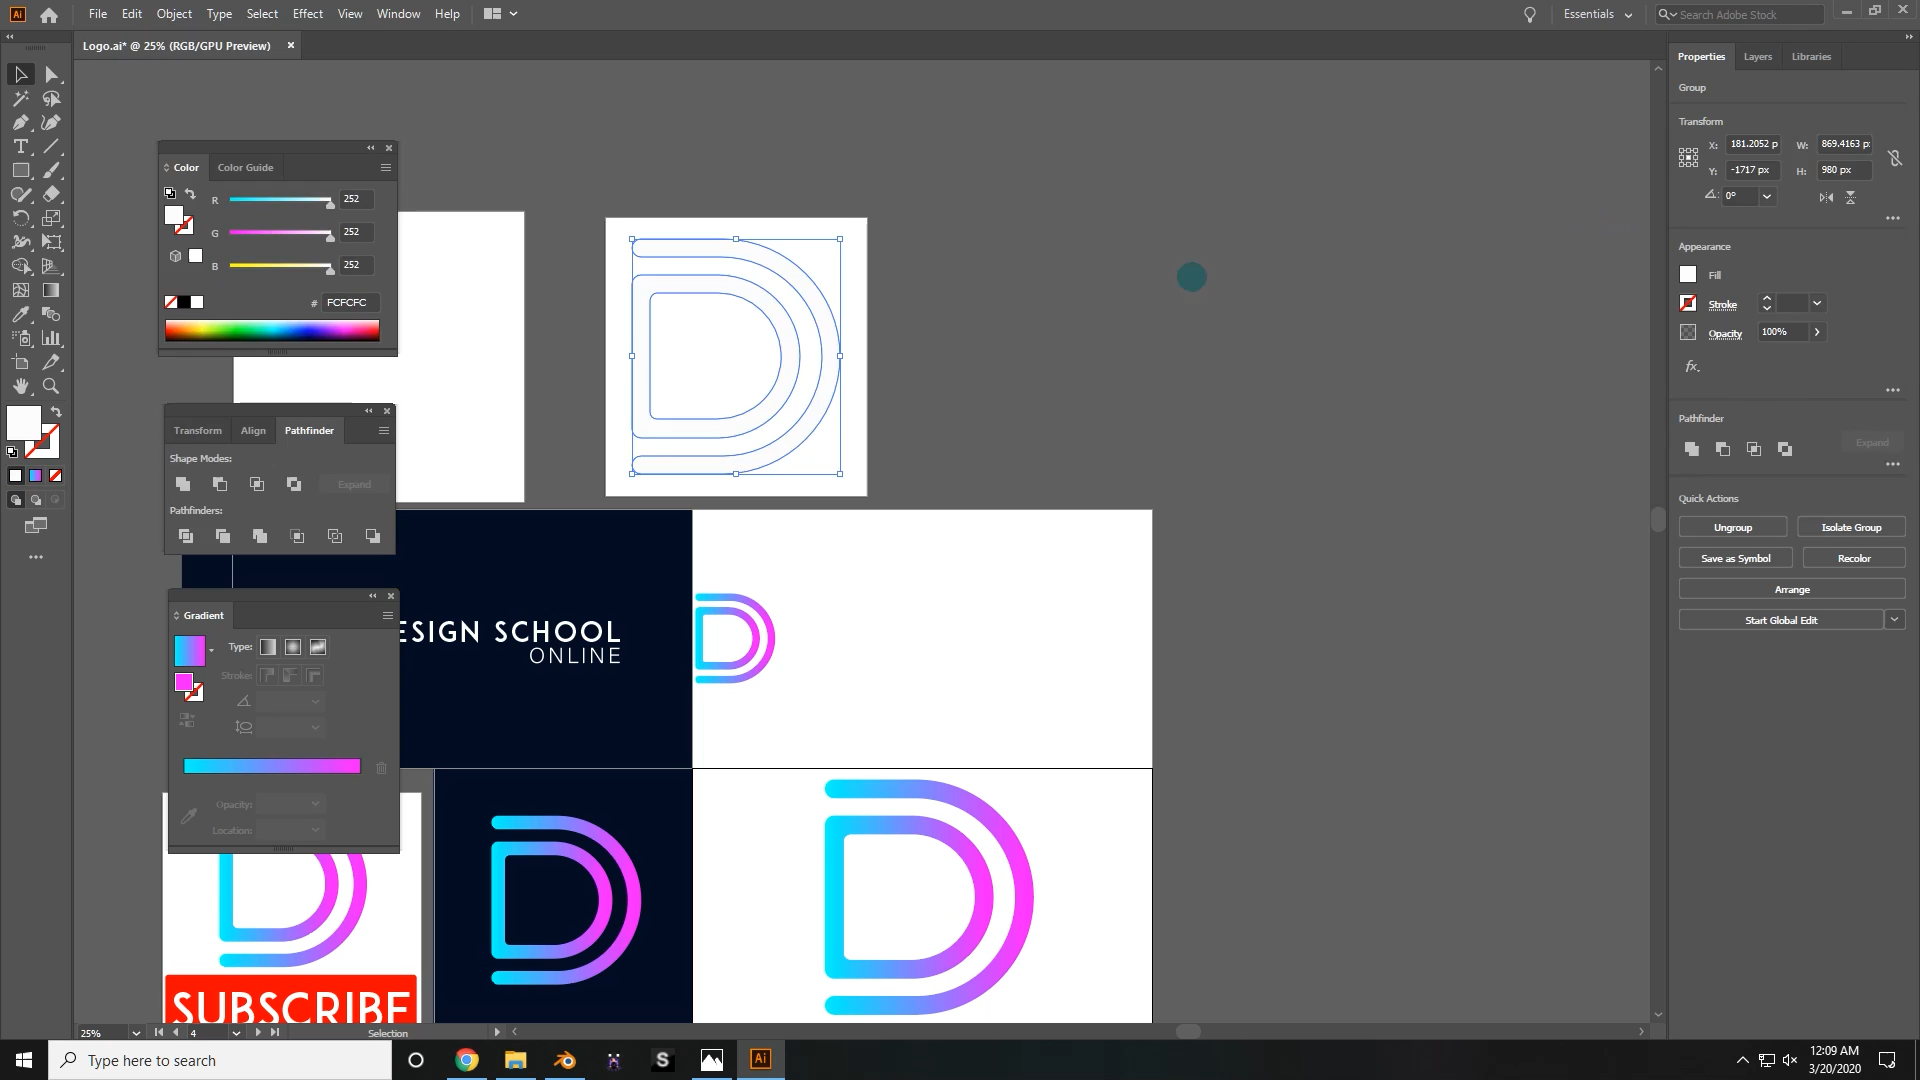 Ai File Edit Object Type Select Effect View Window Help Essentials Search Adobe Stock
Logo.ai* @ 25% (RGB/GPU Preview)
Properties Layers Libraries
Group
Transform
X: 181.2052 p W: 869.4163 p
Y: -1717 px H: 980 px
0°
Appearance
Fill
Stroke
Opacity 100%
fx.
Pathfinder
Expand
Quick Actions
Ungroup Isolate Group
Save as Symbol Recolor
Arrange
Start Global Edit
Color Color Guide
R 252
G 252
B 252
# FCFCFC
Transform Align Pathfinder
Shape Modes:
Expand
Pathfinders:
Gradient
Type:
Stroke:
Opacity:
Location:
ESIGN SCHOOL
ONLINE
SUBSCRIBE
25% 4 Selection
Type here to search
S
Ai
12:09 AM
3/20/2020